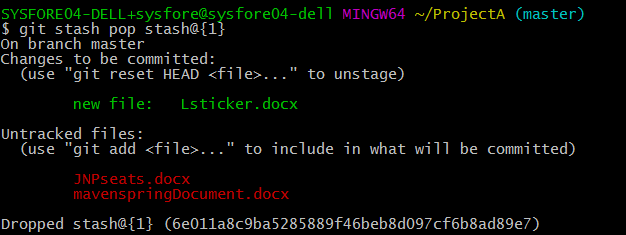 SYSFORE04-DELL+sysfore@sysfore04-dell MINGW64 ~/ProjectA (master)
$ git stash pop stash@{1}
On branch master
Changes to be committed:
  (use "git reset HEAD <file>..." to unstage)

        new file:   Lsticker.docx

Untracked files:
  (use "git add <file>..." to include in what will be committed)

        JNPseats.docx
        mavenspringDocument.docx

Dropped stash@{1} (6e011a8c9ba5285889f46beb8d097cf6b8ad89e7)